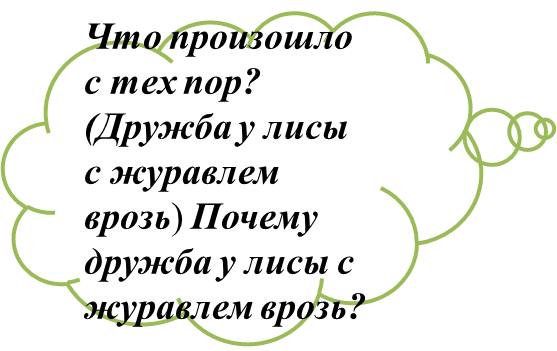 Что произошло
с тех пор?
(Дружба у лисы
с журавлем
врозь) Почему
дружба у лисы с
журавлем врозь?